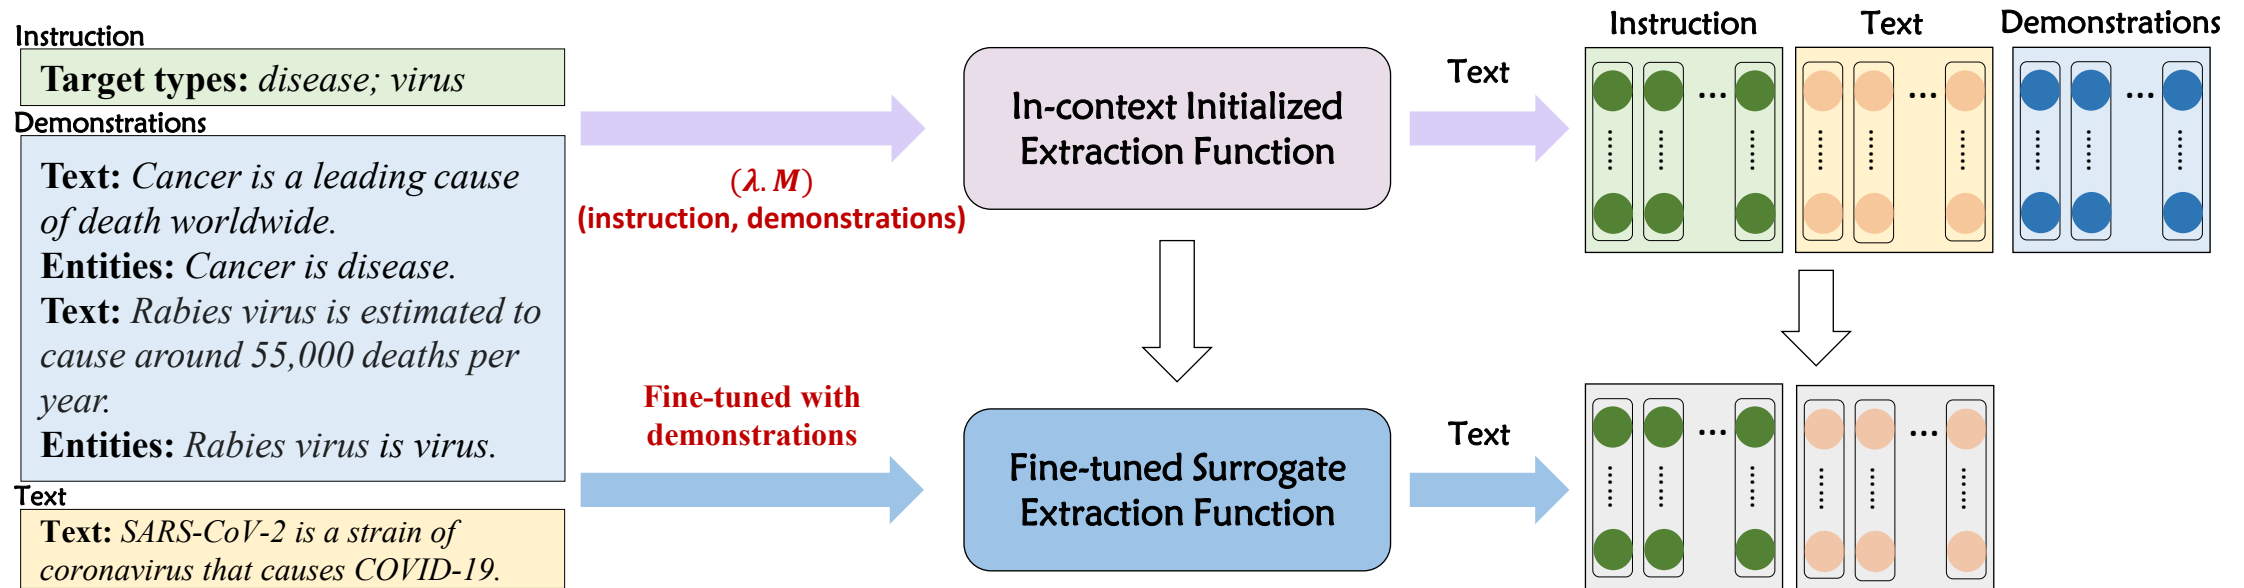 Instruction
Target types: disease; virus
Demonstrations
Text: Cancer is a leading cause
of death worldwide.
Entities: Cancer is disease.
Text: Rabies virus is estimated to
cause around 55,000 deaths per
year.
Entities: Rabies virus is virus.
Text
Text: SARS-CoV-2 is a strain of
coronavirus that causes COVID-19.
(λ. M)
(instruction, demonstrations)
Fine-tuned with
demonstrations
In-context Initialized
Extraction Function
Fine-tuned Surrogate
Extraction Function
Text
Text
Instruction
Text
Demonstrations